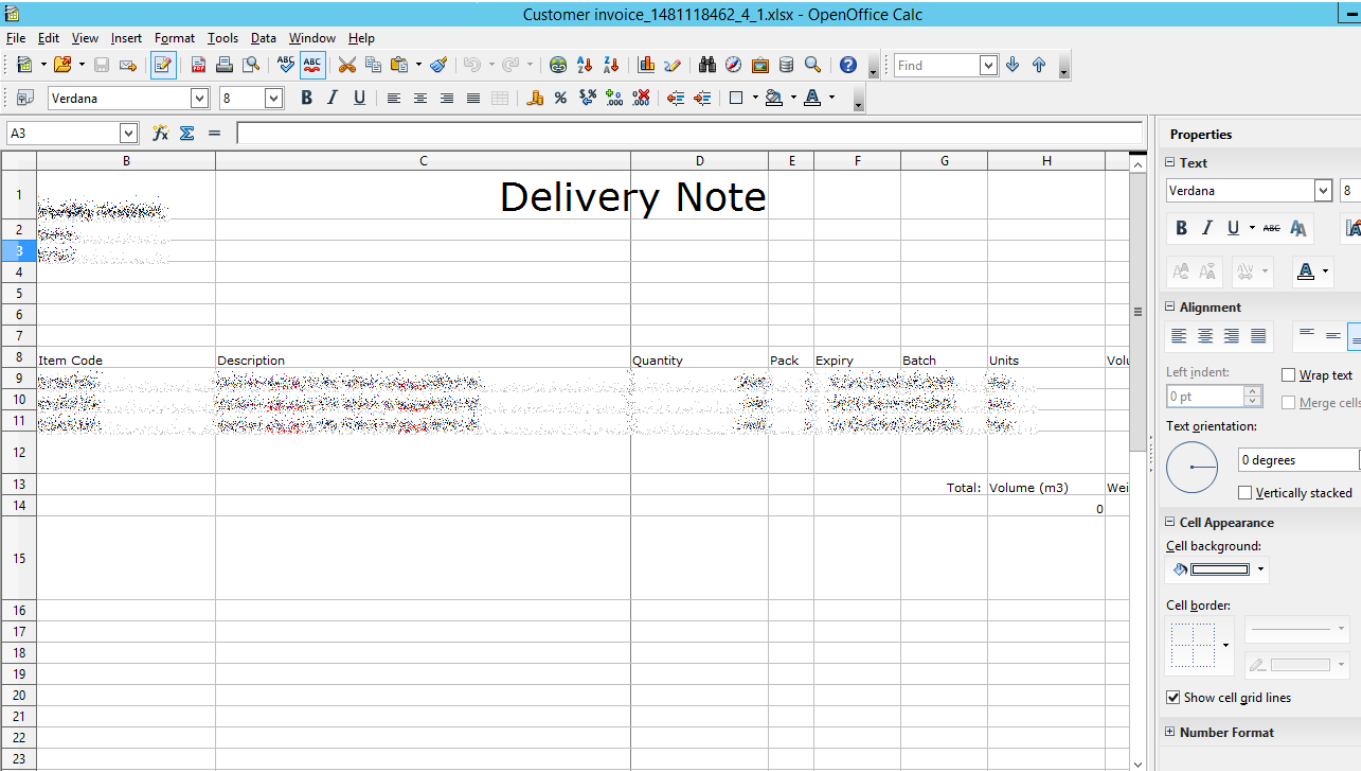 Customer invoice_1481118462_4_1.xlsx - OpenOffice Calc
File Edit View Insert Format Tools Data Window Help
Find
Verdana 8
A3
Properties
B C D E F G H
Text
1 Delivery Note
Verdana 8
2
3
4
5
6
Alignment
7
8 Item Code Description Quantity Pack Expiry Batch Units Volu
9
Left indent: Wrap text
10
0 pt Merge cells
11
Text orientation:
12
0 degrees
13 Total: Volume (m3) Wei
Vertically stacked
14 0
Cell Appearance
Cell background:
15
16
Cell border:
17
18
19
20
Show cell grid lines
21
22
Number Format
23